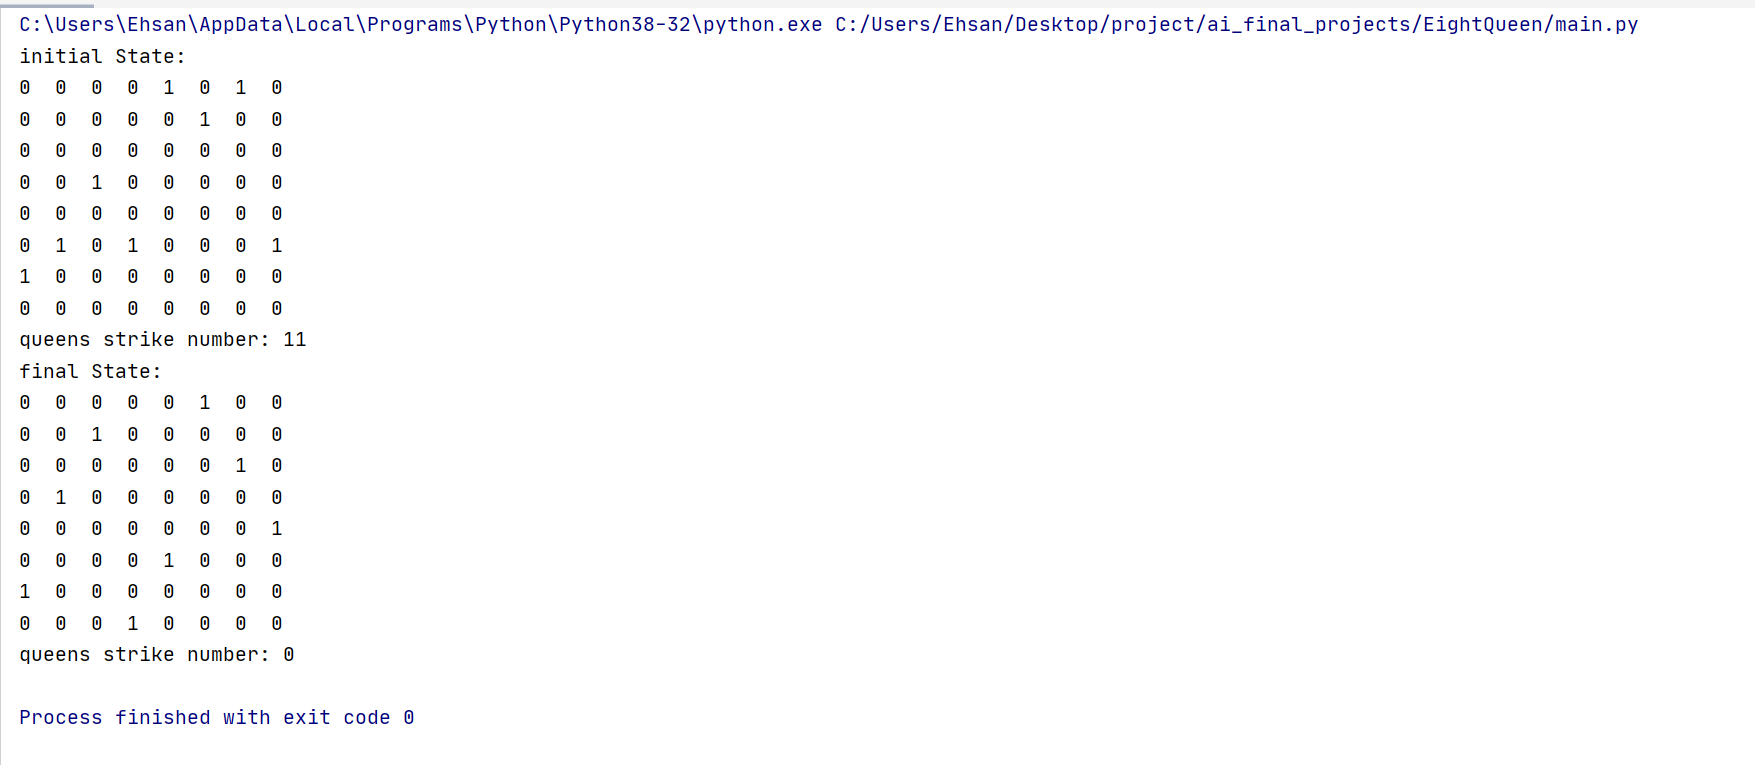 C:\Users\Ehsan\AppData\Local\Programs\Python\Python38-32\python.exe C:/Users/Ehsan/Desktop/project/ai_final_projects/EightQueen/main.py
initial State:
0 0 0 0 1 0 1 0
0 0 0 0 0 1 0 0
0 0 0 0 0 0 0 0
0 0 1 0 0 0 0 0
0 0 0 0 0 0 0 0
0 1 0 1 0 0 0 1
1 0 0 0 0 0 0 0
0 0 0 0 0 0 0 0
queens strike number: 11
final State:
0 0 0 0 0 1 0 0
0 0 1 0 0 0 0 0
0 0 0 0 0 0 1 0
0 1 0 0 0 0 0 0
0 0 0 0 0 0 0 1
0 0 0 0 1 0 0 0
1 0 0 0 0 0 0 0
0 0 0 1 0 0 0 0
queens strike number: 0
Process finished with exit code 0